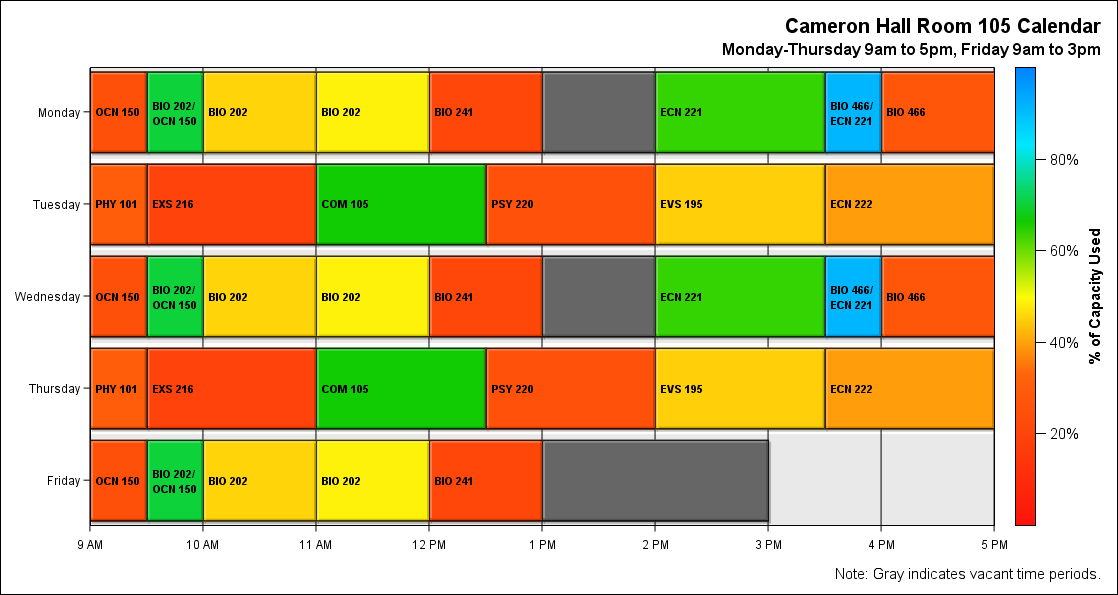 Cameron Hall Room 105 Calendar
Monday-Thursday 9am to 5pm, Friday 9am to 3pm
Monday
OCN 150
BIO 202/
OCN 150
BIO 202
BIO 202
BIO 241
ECN 221
BIO 466/
ECN 221
BIO 466
Tuesday
PHY 101
EXS 216
COM 105
PSY 220
EVS 195
ECN 222
Wednesday
OCN 150
BIO 202/
OCN 150
BIO 202
BIO 202
BIO 241
ECN 221
BIO 466/
ECN 221
BIO 466
Thursday
PHY 101
EXS 216
COM 105
PSY 220
EVS 195
ECN 222
Friday
OCN 150
BIO 202/
OCN 150
BIO 202
BIO 202
BIO 241
9 AM
10 AM
11 AM
12 PM
1 PM
2 PM
3 PM
4 PM
5 PM
80%
60%
40%
20%
% of Capacity Used
Note: Gray indicates vacant time periods.